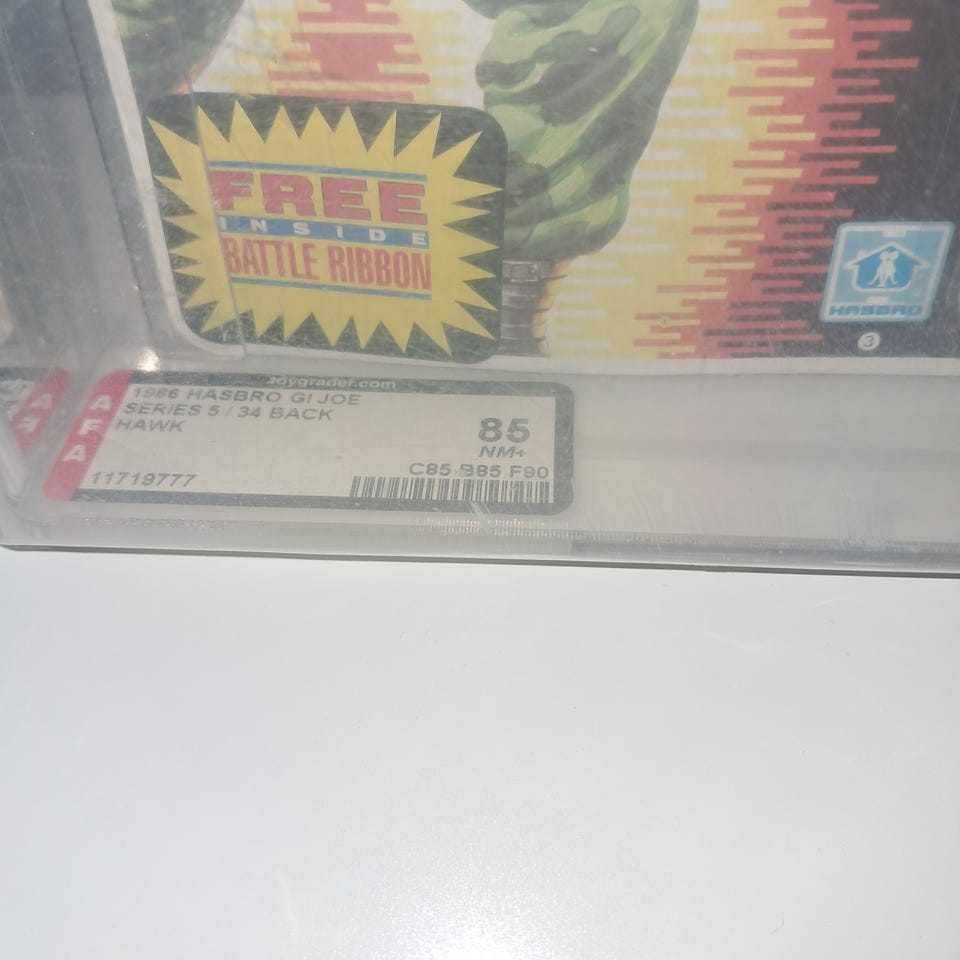 FREE
INSIDE
BATTLE RIBBON
HASBRO
3
toygrader.com
1986 HASBRO GI JOE
SERIES 5 / 34 BACK
HAWK
85
NM+
C85 B85 F90
11719777
AFA